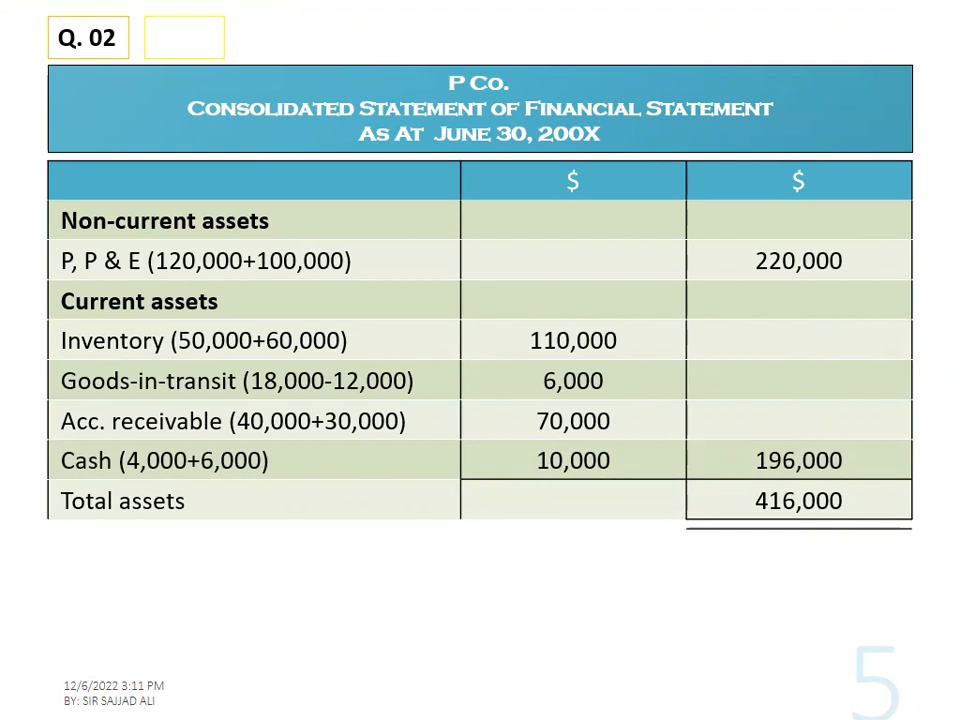 Q. 02
P Co.
Consolidated Statement of Financial Statement
As At June 30, 200X
$ $
Non-current assets
P, P & E (120,000+100,000) 220,000
Current assets
Inventory (50,000+60,000) 110,000
Goods-in-transit (18,000-12,000) 6,000
Acc. receivable (40,000+30,000) 70,000
Cash (4,000+6,000) 10,000 196,000
Total assets 416,000
12/6/2022 3:11 PM
BY: SIR SAJJAD ALI
5